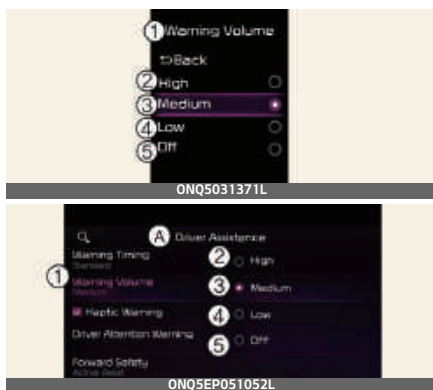 ① Warning Volume
⮌Back
② High
③ Medium
④ Low
⑤ Off
ONQ5031371L
Ⓐ Driver Assistance
Warning Timing
Standard
② High
① Warning Volume
Medium
③ Medium
Haptic Warning
④ Low
Driver Attention Warning
⑤ Off
Forward Safety
Active Assist
ONQ5EP051052L